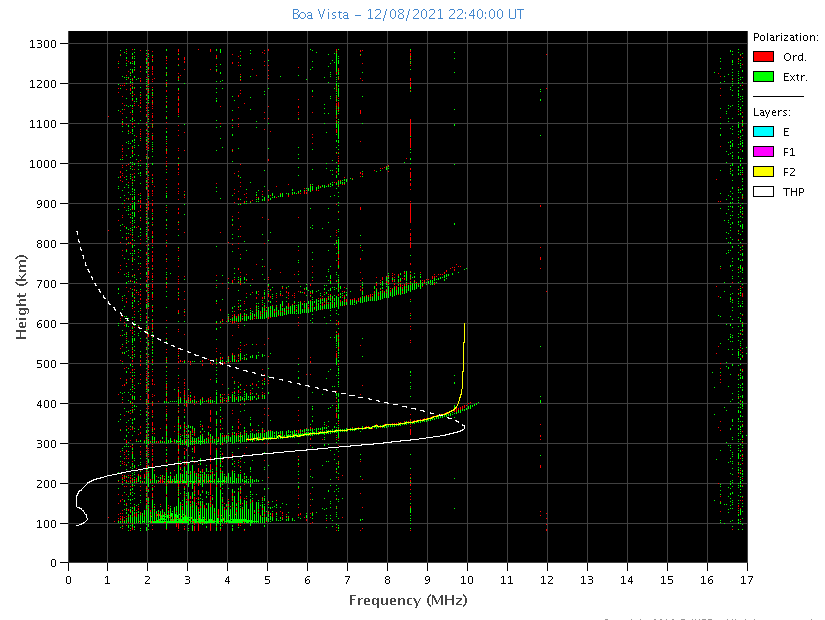 Boa Vista – 12/08/2021 22:40:00 UT
Polarization:
Ord.
Extr.
Layers:
E
F1
F2
THP
Height (km)
1300
1200
1100
1000
900
800
700
600
500
400
300
200
100
0
0 1 2 3 4 5 6 7 8 9 10 11 12 13 14 15 16 17
Frequency (MHz)